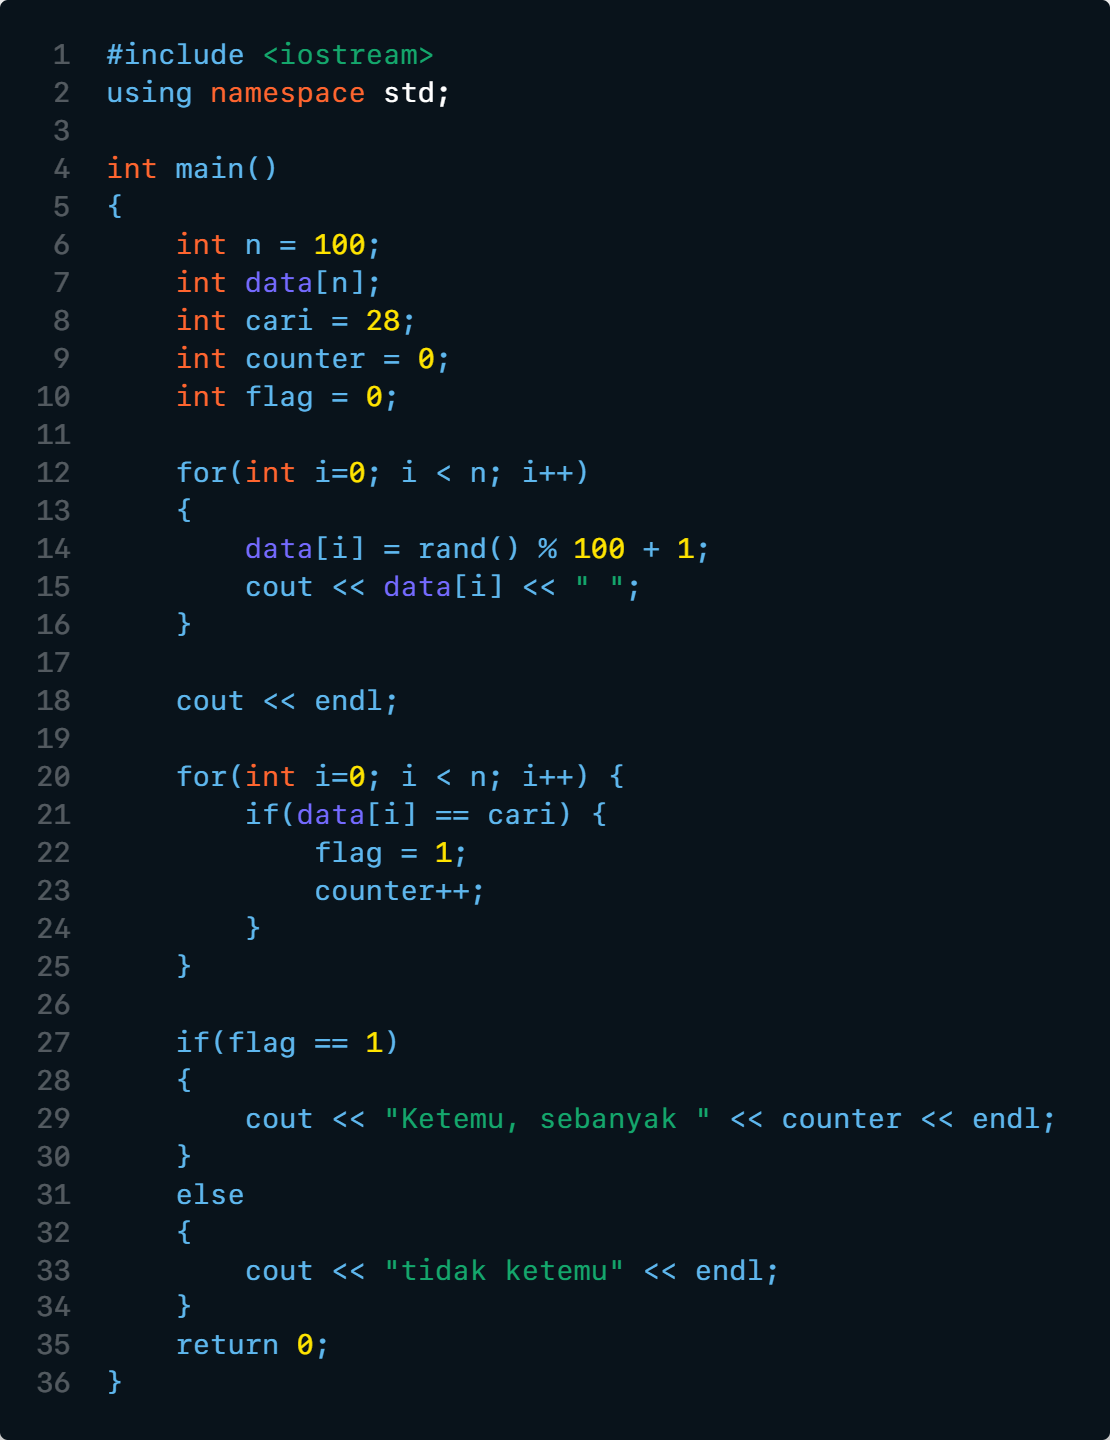 1 #include <iostream>
2 using namespace std;
3
4 int main()
5 {
6     int n = 100;
7     int data[n];
8     int cari = 28;
9     int counter = 0;
10     int flag = 0;
11
12     for(int i=0; i < n; i++)
13     {
14         data[i] = rand() % 100 + 1;
15         cout << data[i] << " ";
16     }
17
18     cout << endl;
19
20     for(int i=0; i < n; i++) {
21         if(data[i] == cari) {
22             flag = 1;
23             counter++;
24         }
25     }
26
27     if(flag == 1)
28     {
29         cout << "Ketemu, sebanyak " << counter << endl;
30     }
31     else
32     {
33         cout << "tidak ketemu" << endl;
34     }
35     return 0;
36 }